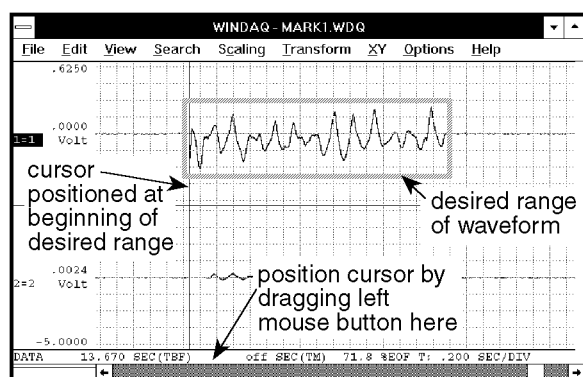 WINDAQ - MARK1.WDQ
File Edit View Search Scaling Transform XY Options Help
.6250
.0000
1=1 Volt
cursor
positioned at
beginning of
desired range
desired range
of waveform
.0024
2=2 Volt
position cursor by
dragging left
mouse button here
-5.0000
DATA 13.670 SEC(TBF) off SEC(TM) 71.8 %EOF T: .200 SEC/DIV